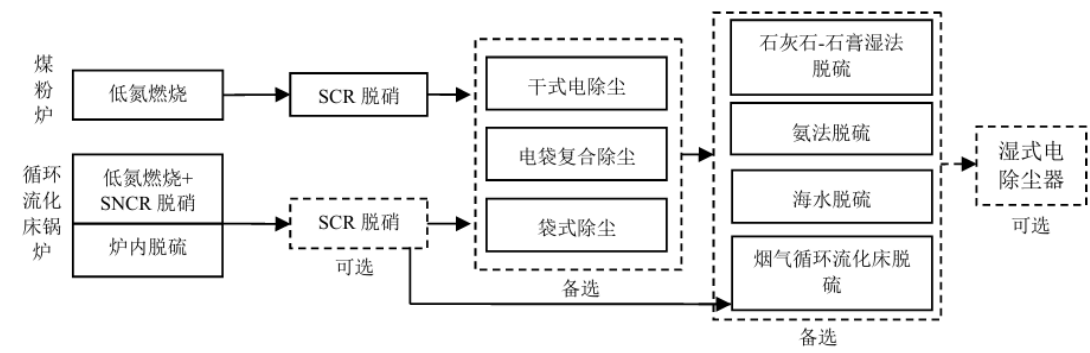 煤
粉
炉
低氮燃烧
SCR 脱硝
干式电除尘
电袋复合除尘
袋式除尘
备选
石灰石-石膏湿法
脱硫
氨法脱硫
海水脱硫
烟气循环流化床脱
硫
备选
湿式电
除尘器
可选
循环
流化
床锅
炉
低氮燃烧+
SNCR 脱硝
炉内脱硫
SCR 脱硝
可选